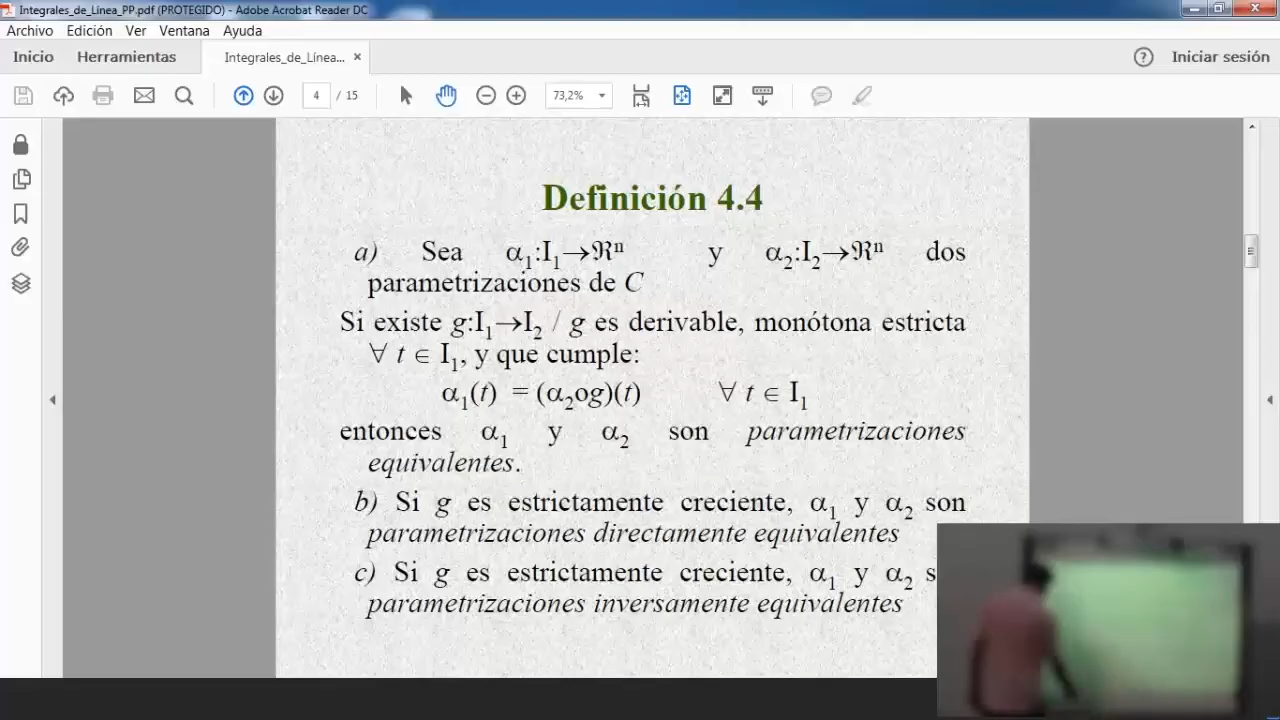 Integrales_de_Línea_PP.pdf (PROTEGIDO) - Adobe Acrobat Reader DC
Archivo Edición Ver Ventana Ayuda
Inicio Herramientas Integrales_de_Línea... × Iniciar sesión
4 / 15 73,2%
Definición 4.4
a) Sea α₁:I₁→ℜⁿ y α₂:I₂→ℜⁿ dos
parametrizaciones de C
Si existe g:I₁→I₂ / g es derivable, monótona estricta
∀ t ∈ I₁, y que cumple:
α₁(t) = (α₂og)(t) ∀ t ∈ I₁
entonces α₁ y α₂ son parametrizaciones
equivalentes.
b) Si g es estrictamente creciente, α₁ y α₂ son
parametrizaciones directamente equivalentes
c) Si g es estrictamente creciente, α₁ y α₂ s
parametrizaciones inversamente equivalentes